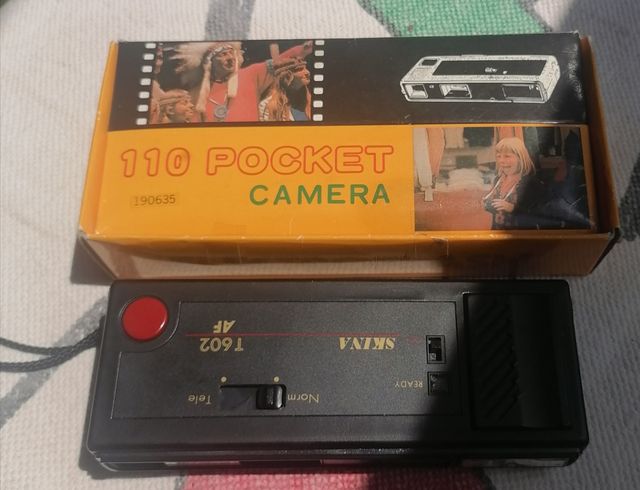 110 POCKET
CAMERA
190635
T602
AF
SKINA
READY
Tele
Norm